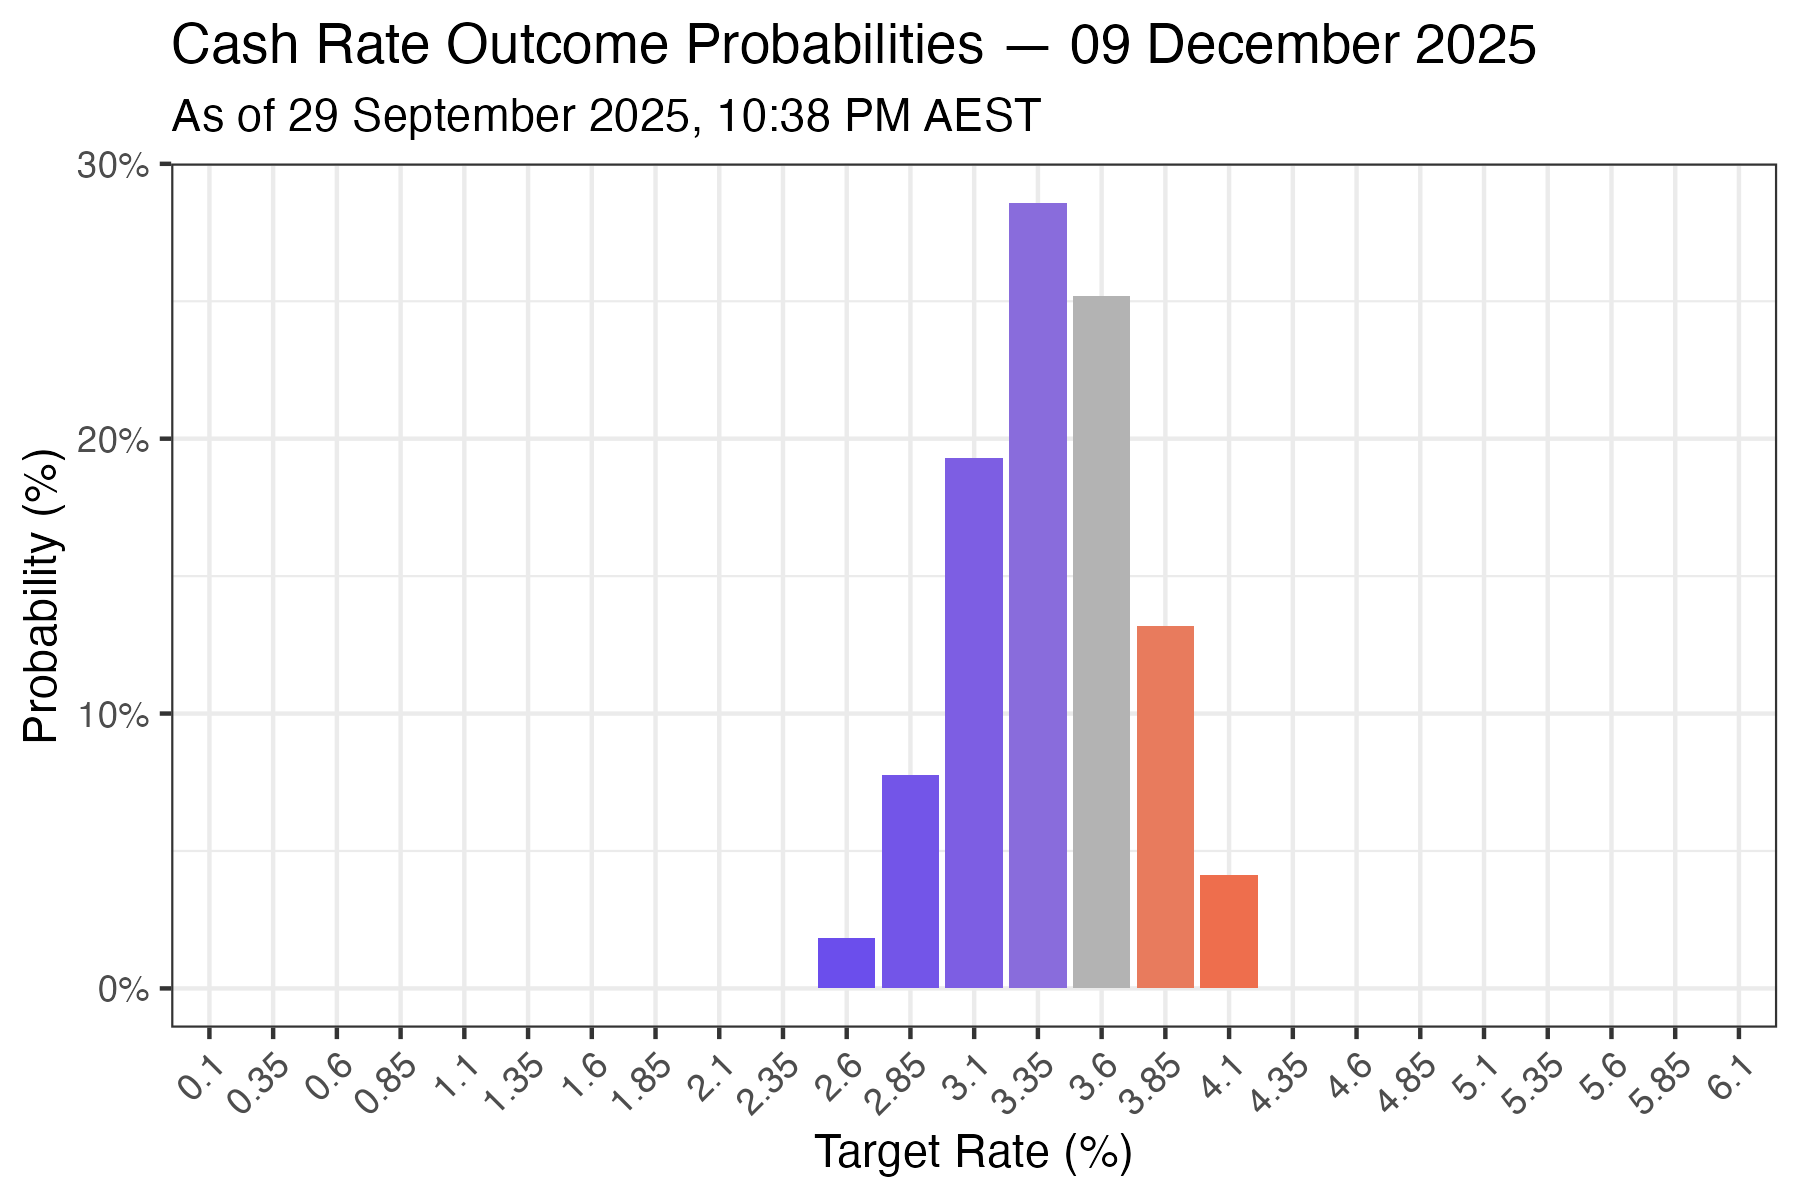 Cash Rate Outcome Probabilities — 09 December 2025
As of 29 September 2025, 10:38 PM AEST
Probability (%)
30%
20%
10%
0%
0.1 0.35 0.6 0.85 1.1 1.35 1.6 1.85 2.1 2.35 2.6 2.85 3.1 3.35 3.6 3.85 4.1 4.35 4.6 4.85 5.1 5.35 5.6 5.85 6.1
Target Rate (%)